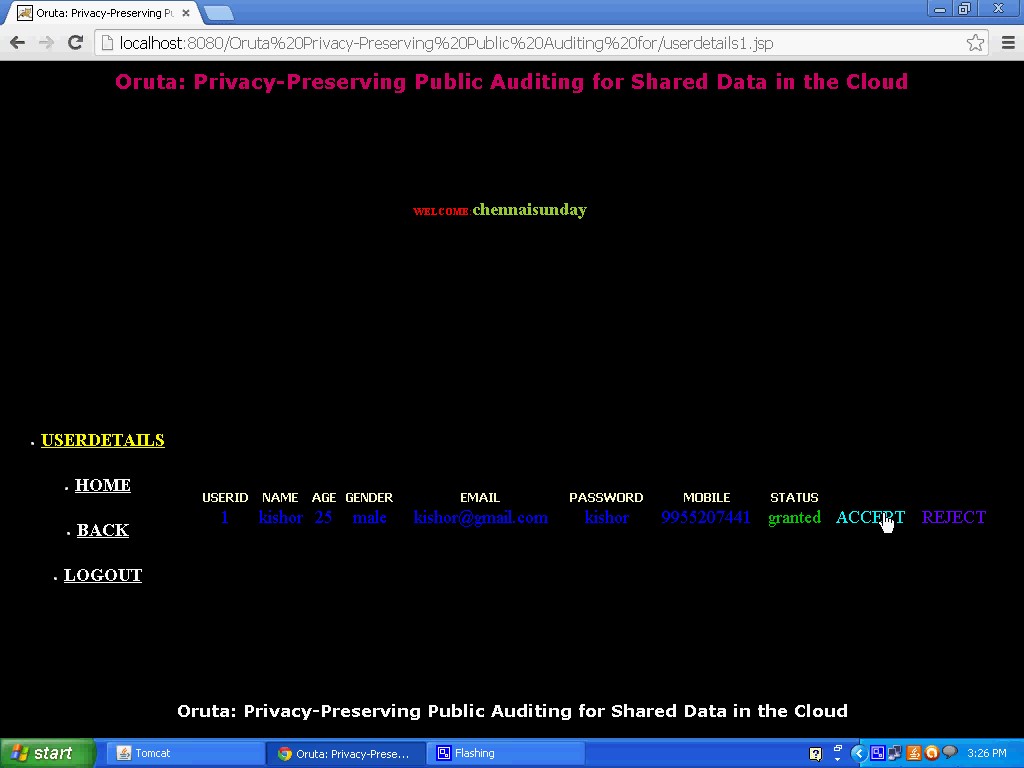 Oruta: Privacy-Preserving Pu
localhost:8080/Oruta%20Privacy-Preserving%20Public%20Auditing%20for/userdetails1.jsp
Oruta: Privacy-Preserving Public Auditing for Shared Data in the Cloud
WELCOME:chennaisunday
USERDETAILS
HOME
BACK
LOGOUT
USERID NAME AGE GENDER EMAIL PASSWORD MOBILE STATUS
1 kishor 25 male kishor@gmail.com kishor 9955207441 granted ACCEPT REJECT
Oruta: Privacy-Preserving Public Auditing for Shared Data in the Cloud
start Tomcat Oruta: Privacy-Prese... Flashing 3:26 PM